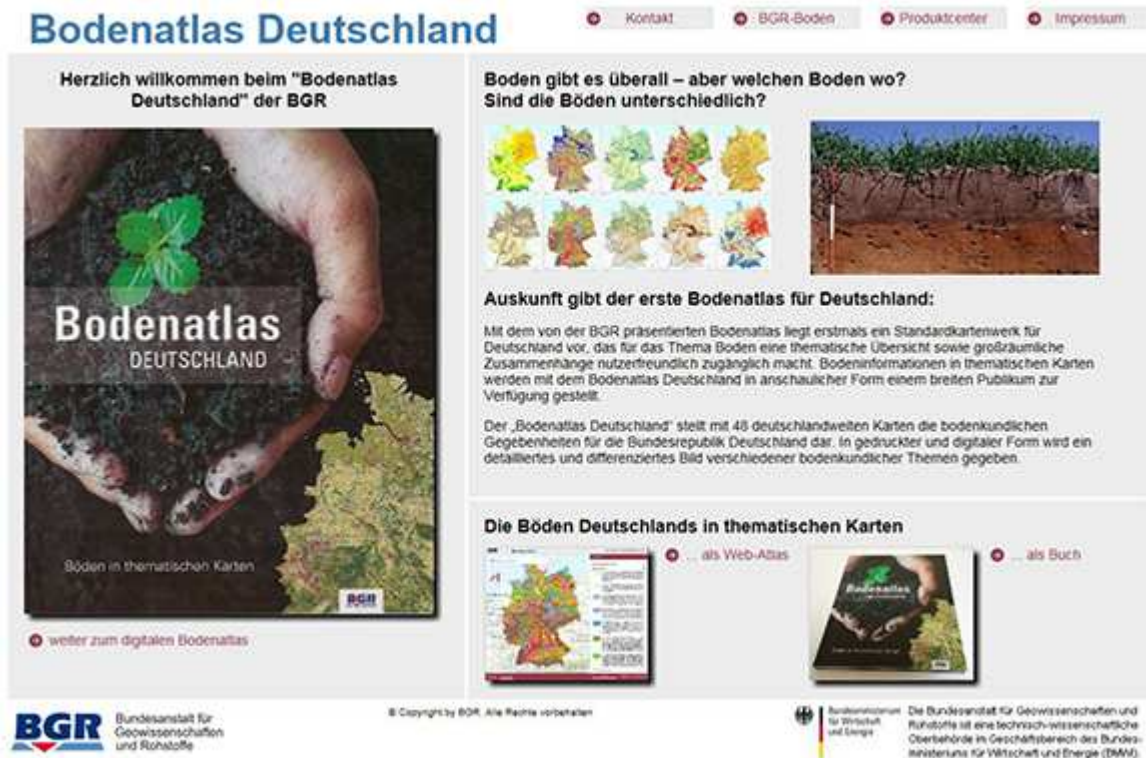 Bodenatlas Deutschland
Kontakt
BGR-Boden
Produktcenter
Impressum
Herzlich willkommen beim "Bodenatlas
Deutschland" der BGR
Bodenatlas
DEUTSCHLAND
Böden in thematischen Karten
BGR
weiter zum digitalen Bodenatlas
Boden gibt es überall – aber welchen Boden wo?
Sind die Böden unterschiedlich?
Auskunft gibt der erste Bodenatlas für Deutschland:
Mit dem von der BGR präsentierten Bodenatlas liegt erstmals ein Standardkartenwerk für
Deutschland vor, das für das Thema Boden eine thematische Übersicht sowie großräumliche
Zusammenhänge nutzerfreundlich zugänglich macht. Bodeninformationen in thematischen Karten
werden mit dem Bodenatlas Deutschland in anschaulicher Form einem breiten Publikum zur
Verfügung gestellt.
Der „Bodenatlas Deutschland" stellt mit 48 deutschlandweiten Karten die bodenkundlichen
Gegebenheiten für die Bundesrepublik Deutschland dar. In gedruckter und digitaler Form wird ein
detailliertes und differenziertes Bild verschiedener bodenkundlicher Themen gegeben.
Die Böden Deutschlands in thematischen Karten
... als Web-Atlas
Bodenatlas
... als Buch
BGR
Bundesanstalt für
Geowissenschaften
und Rohstoffe
© Copyright by BGR. Alle Rechte vorbehalten
Bundesministerium
für Wirtschaft
und Energie
Die Bundesanstalt für Geowissenschaften und
Rohstoffe ist eine technisch-wissenschaftliche
Oberbehörde im Geschäftsbereich des Bundes-
ministeriums für Wirtschaft und Energie (BMWi).